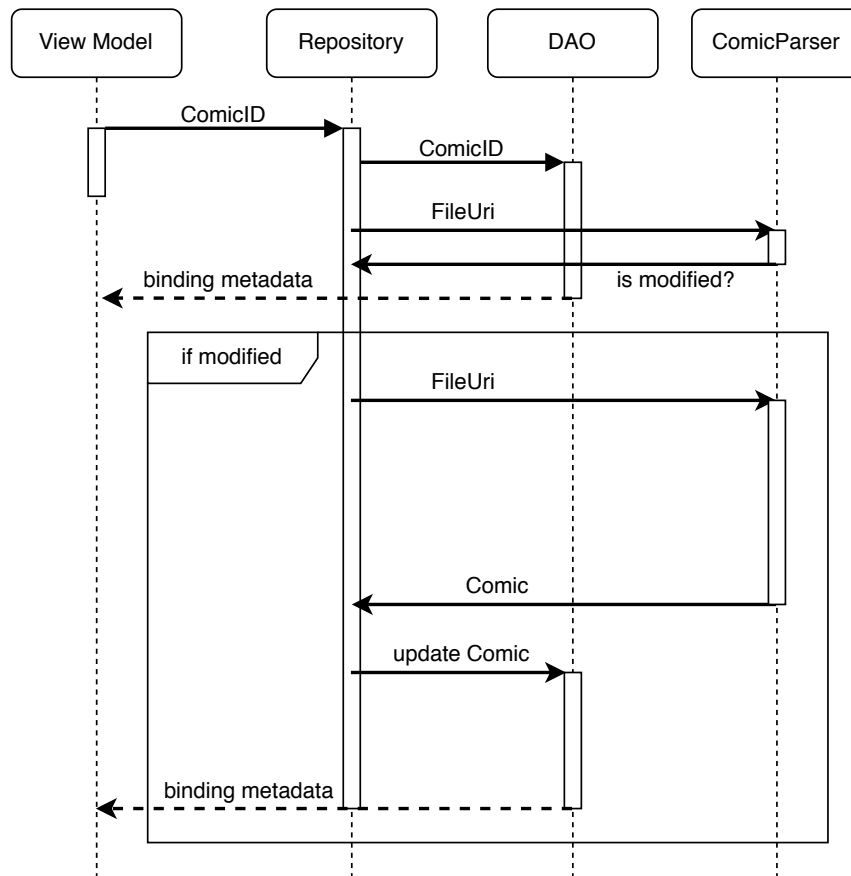 View Model
Repository
DAO
ComicParser
ComicID
ComicID
FileUri
is modified?
binding metadata
if modified
FileUri
Comic
update Comic
binding metadata